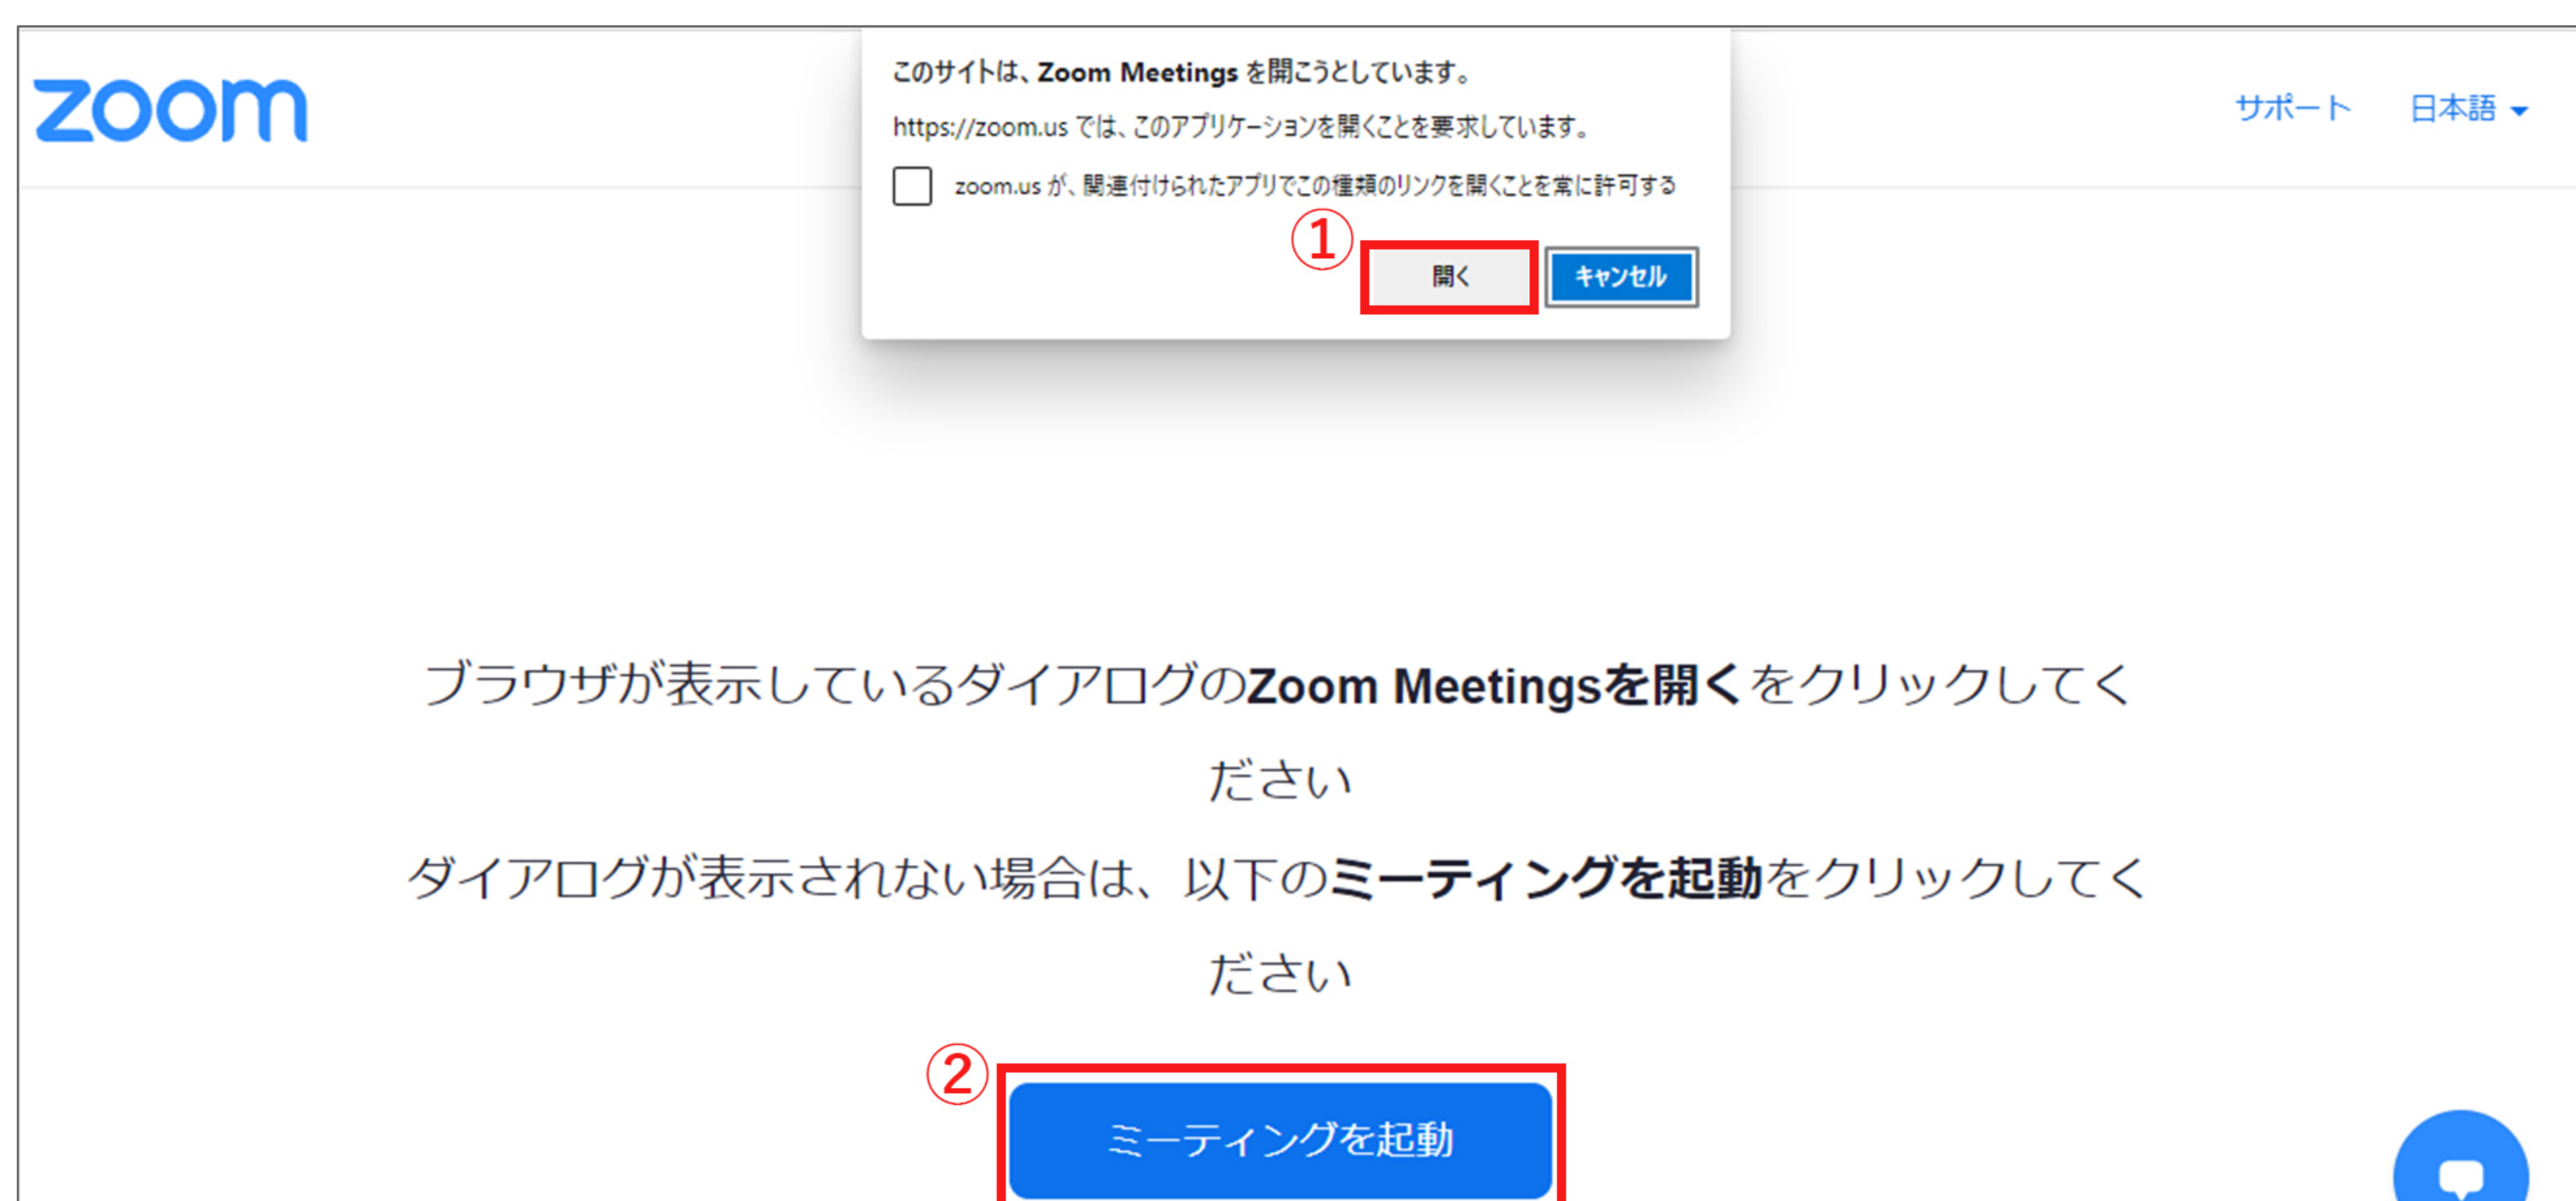 zoom
このサイトは、Zoom Meetings を開こうとしています。
https://zoom.us では、このアプリケーションを開くことを要求しています。
zoom.us が、関連付けられたアプリでこの種類のリンクを開くことを常に許可する
①
開く
キャンセル
サポート
日本語
ブラウザが表示しているダイアログのZoom Meetingsを開くをクリックしてく
ださい
ダイアログが表示されない場合は、以下のミーティングを起動をクリックしてく
ださい
②
ミーティングを起動